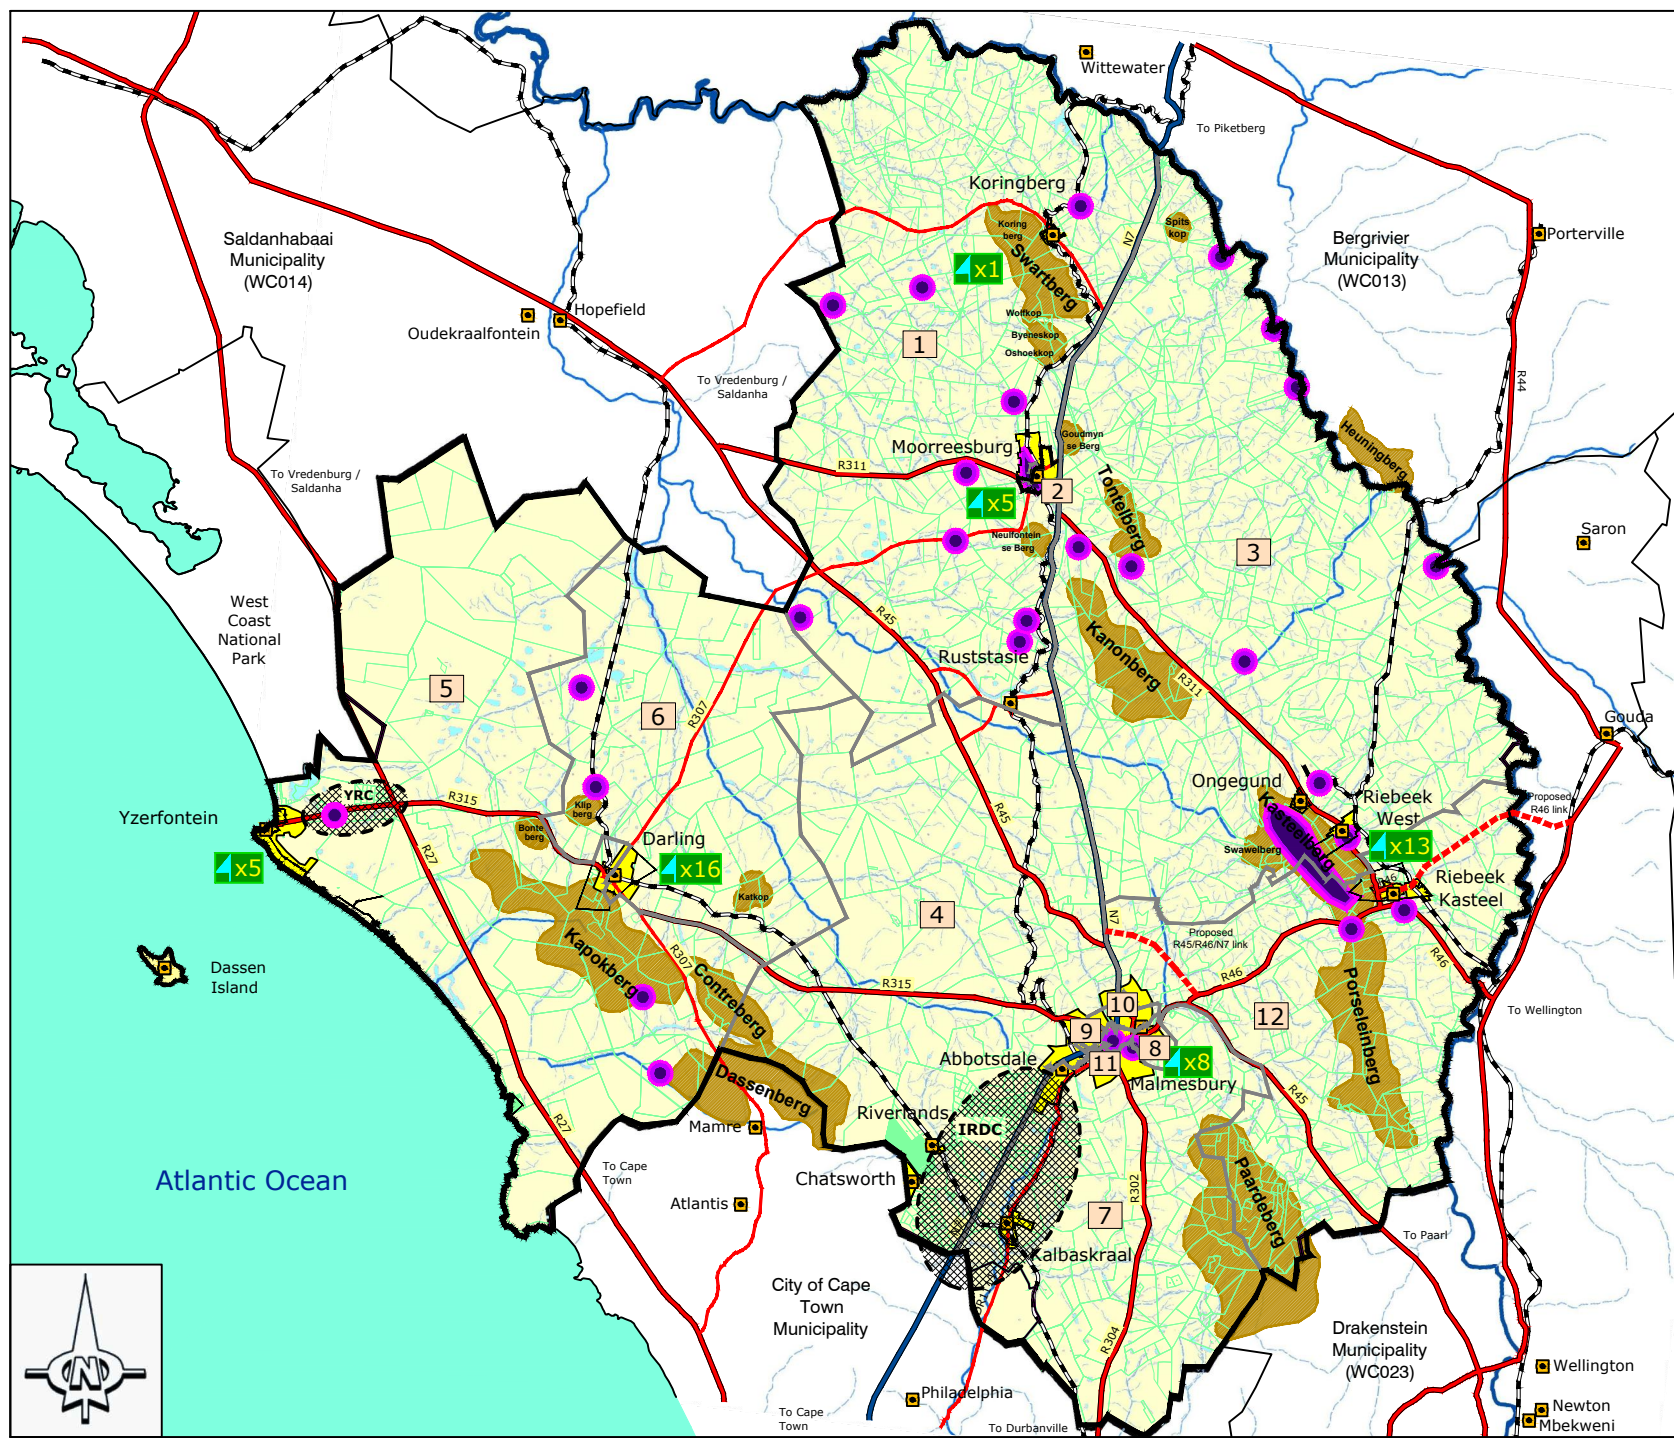 Wittewater
To Piketberg
Koringberg
Koring
berg
Spits
kop
N7
Swartberg
Saldanhabaai
Municipality
(WC014)
Bergrivier
Municipality
(WC013)
Porterville
x1
Hopefield
Oudekraalfontein
Wolfkop
Byeneskop
Oshoekkop
1
To Vredenburg /
Saldanha
R44
Moorreesburg
Goudmyn
se Berg
Heuningberg
R311
To Vredenburg /
Saldanha
x5
2
Tontelberg
Neulfontein
se Berg
3
Saron
West
Coast
National
Park
R45
Ruststasie
Kanonberg
R311
5
6
R307
Gouda
Ongegund
Riebeek
West
Proposed
R46 link
YRC
R315
Klip
berg
Yzerfontein
Bonte
berg
Darling
R45
Kasteelberg
Swawelberg
x13
R27
x5
x16
Katkop
R46
Riebeek
Kasteel
4
N7
Proposed
R45/R46/N7 link
Kapokberg
R307
Contreberg
R46
R46
Dassen
Island
R315
Porseleinberg
10
9
12
To Wellington
8
11
x8
Abbotsdale
Malmesbury
Dassenberg
R45
Riverlands
IRDC
Mamre
R27
To Cape
Town
Chatsworth
Atlantic Ocean
R302
Paardeberg
Atlantis
7
Kalbaskraal
To Paarl
City of Cape
Town
Municipality
R304
Drakenstein
Municipality
(WC023)
N
Wellington
Philadelphia
Newton
Mbekweni
To Cape
Town
To Durbanville